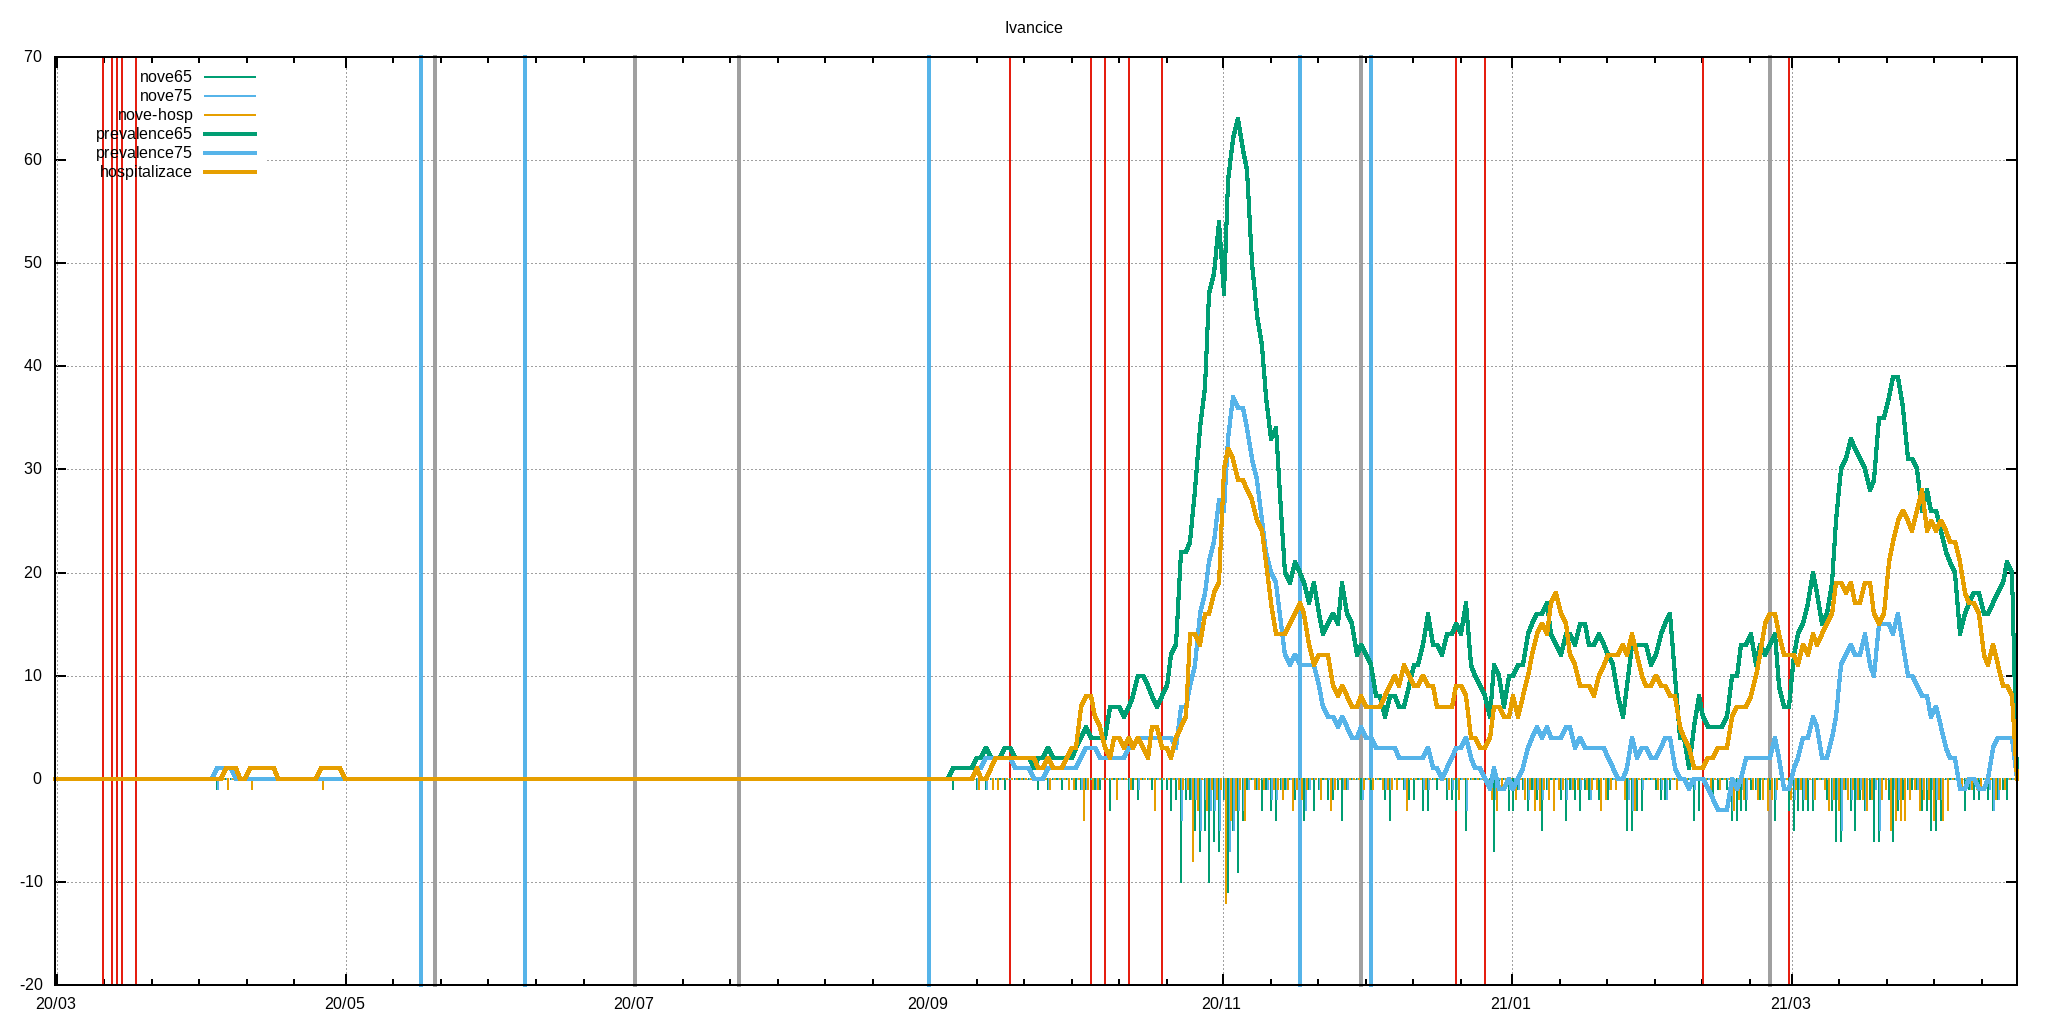 Ivancice
70
60
50
40
30
20
10
0
-10
-20
nove65
nove75
nove-hosp
prevalence65
prevalence75
hospitalizace
20/03 20/05 20/07 20/09 20/11 21/01 21/03